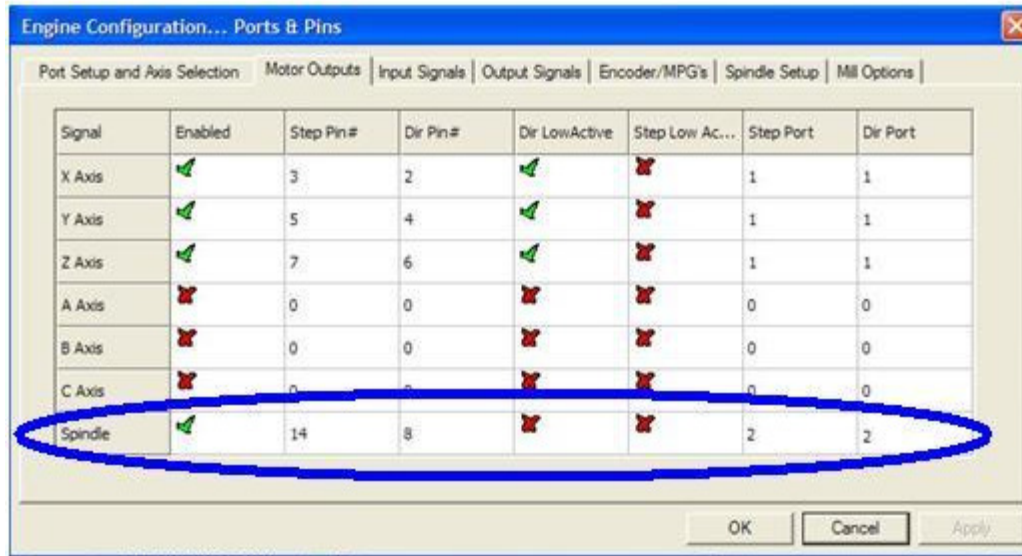 Engine Configuration... Ports & Pins
Port Setup and Axis Selection Motor Outputs Input Signals Output Signals Encoder/MPG's Spindle Setup Mill Options
Signal Enabled Step Pin# Dir Pin# Dir LowActive Step Low Ac... Step Port Dir Port
X Axis 3 2 1 1
Y Axis 5 4 1 1
Z Axis 7 6 1 1
A Axis 0 0 0 0
B Axis 0 0 0 0
C Axis 0 0 0 0
Spindle 14 8 2 2
OK Cancel Apply